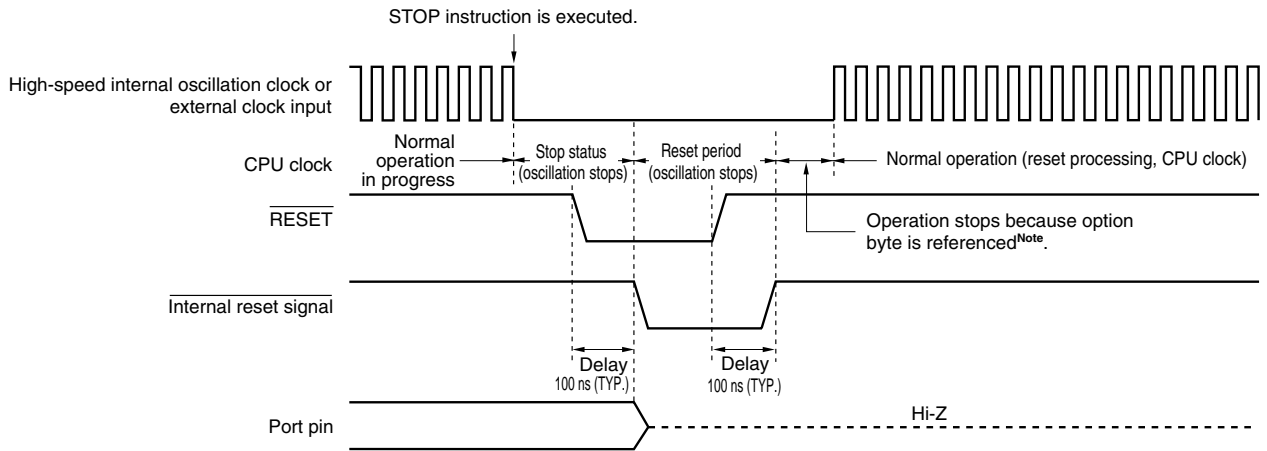 STOP instruction is executed.
High-speed internal oscillation clock or
external clock input
CPU clock
Normal
operation
in progress
Stop status
(oscillation stops)
Reset period
(oscillation stops)
Normal operation (reset processing, CPU clock)
RESET
Operation stops because option
byte is referencedNote.
Internal reset signal
Delay
100 ns (TYP.)
Delay
100 ns (TYP.)
Port pin
Hi-Z